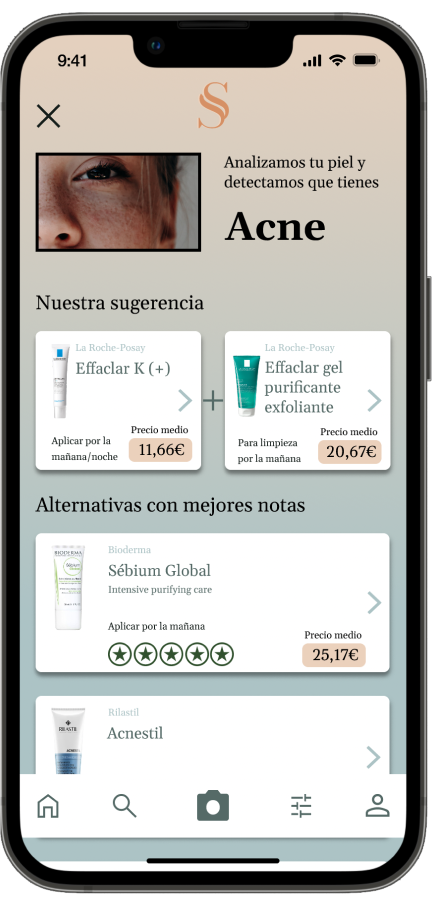 9:41
S
Analizamos tu piel y
detectamos que tienes
Acne
Nuestra sugerencia
La Roche-Posay
Effaclar K (+)
Aplicar por la
mañana/noche
Precio medio
11,66€
+
La Roche-Posay
Effaclar gel
purificante
exfoliante
Para limpieza
por la mañana
Precio medio
20,67€
Alternativas con mejores notas
BIODERMA
Sébium
Global
Bioderma
Sébium Global
Intensive purifying care
Aplicar por la mañana
Precio medio
25,17€
RILASTIL
ACNESTIL
Rilastil
Acnestil